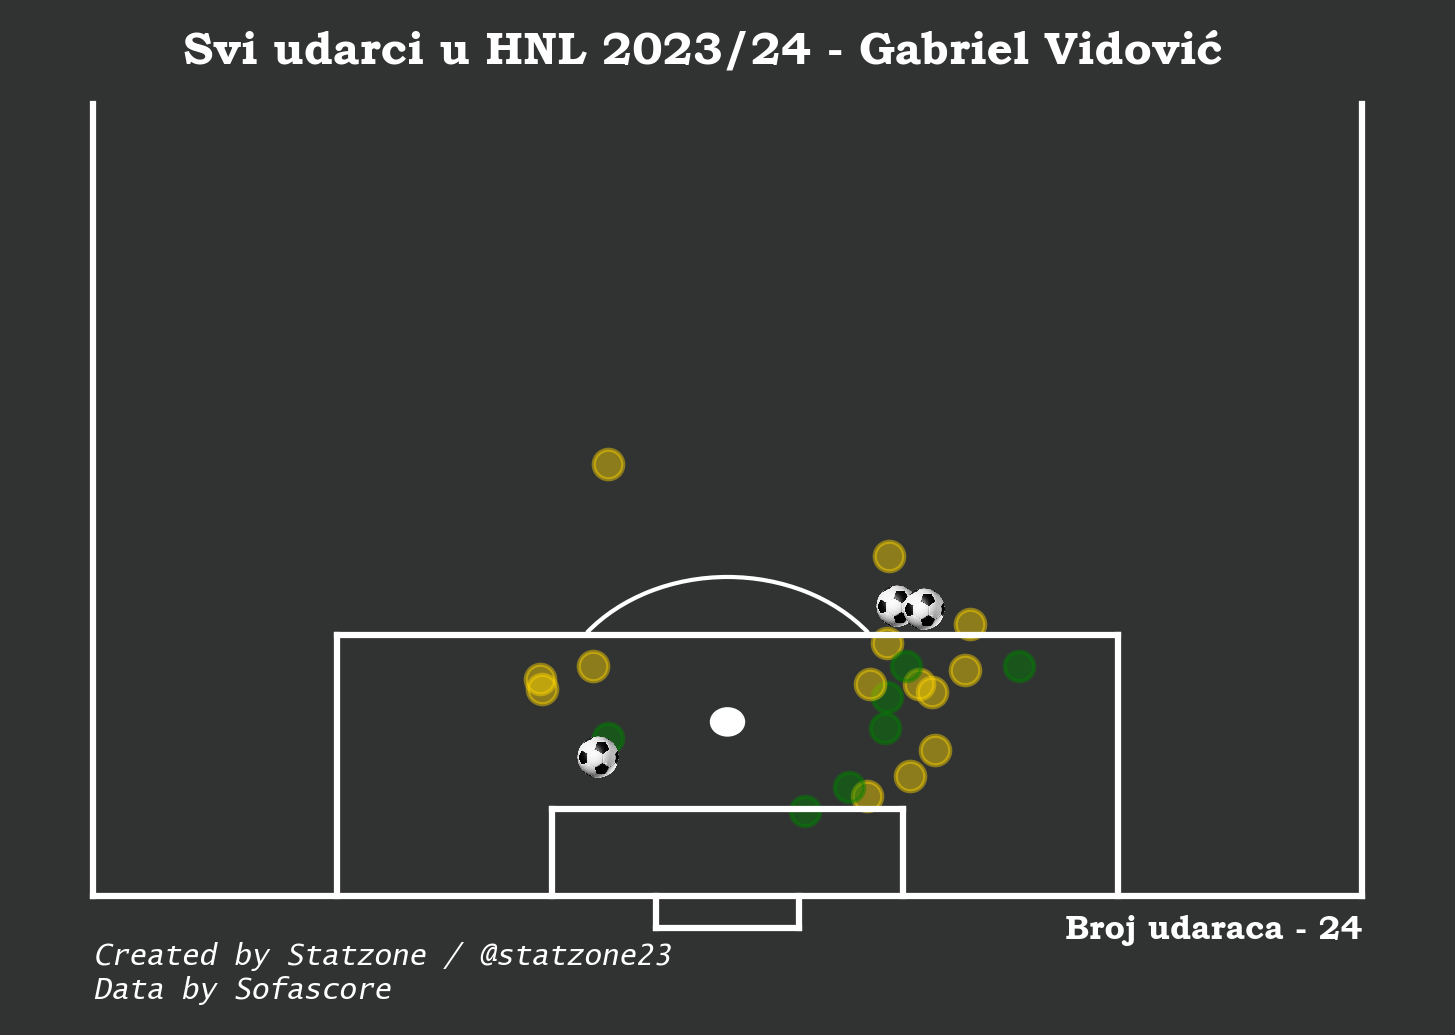 Svi udarci u HNL 2023/24 - Gabriel Vidović
Broj udaraca - 24
Created by Statzone / @statzone23
Data by Sofascore